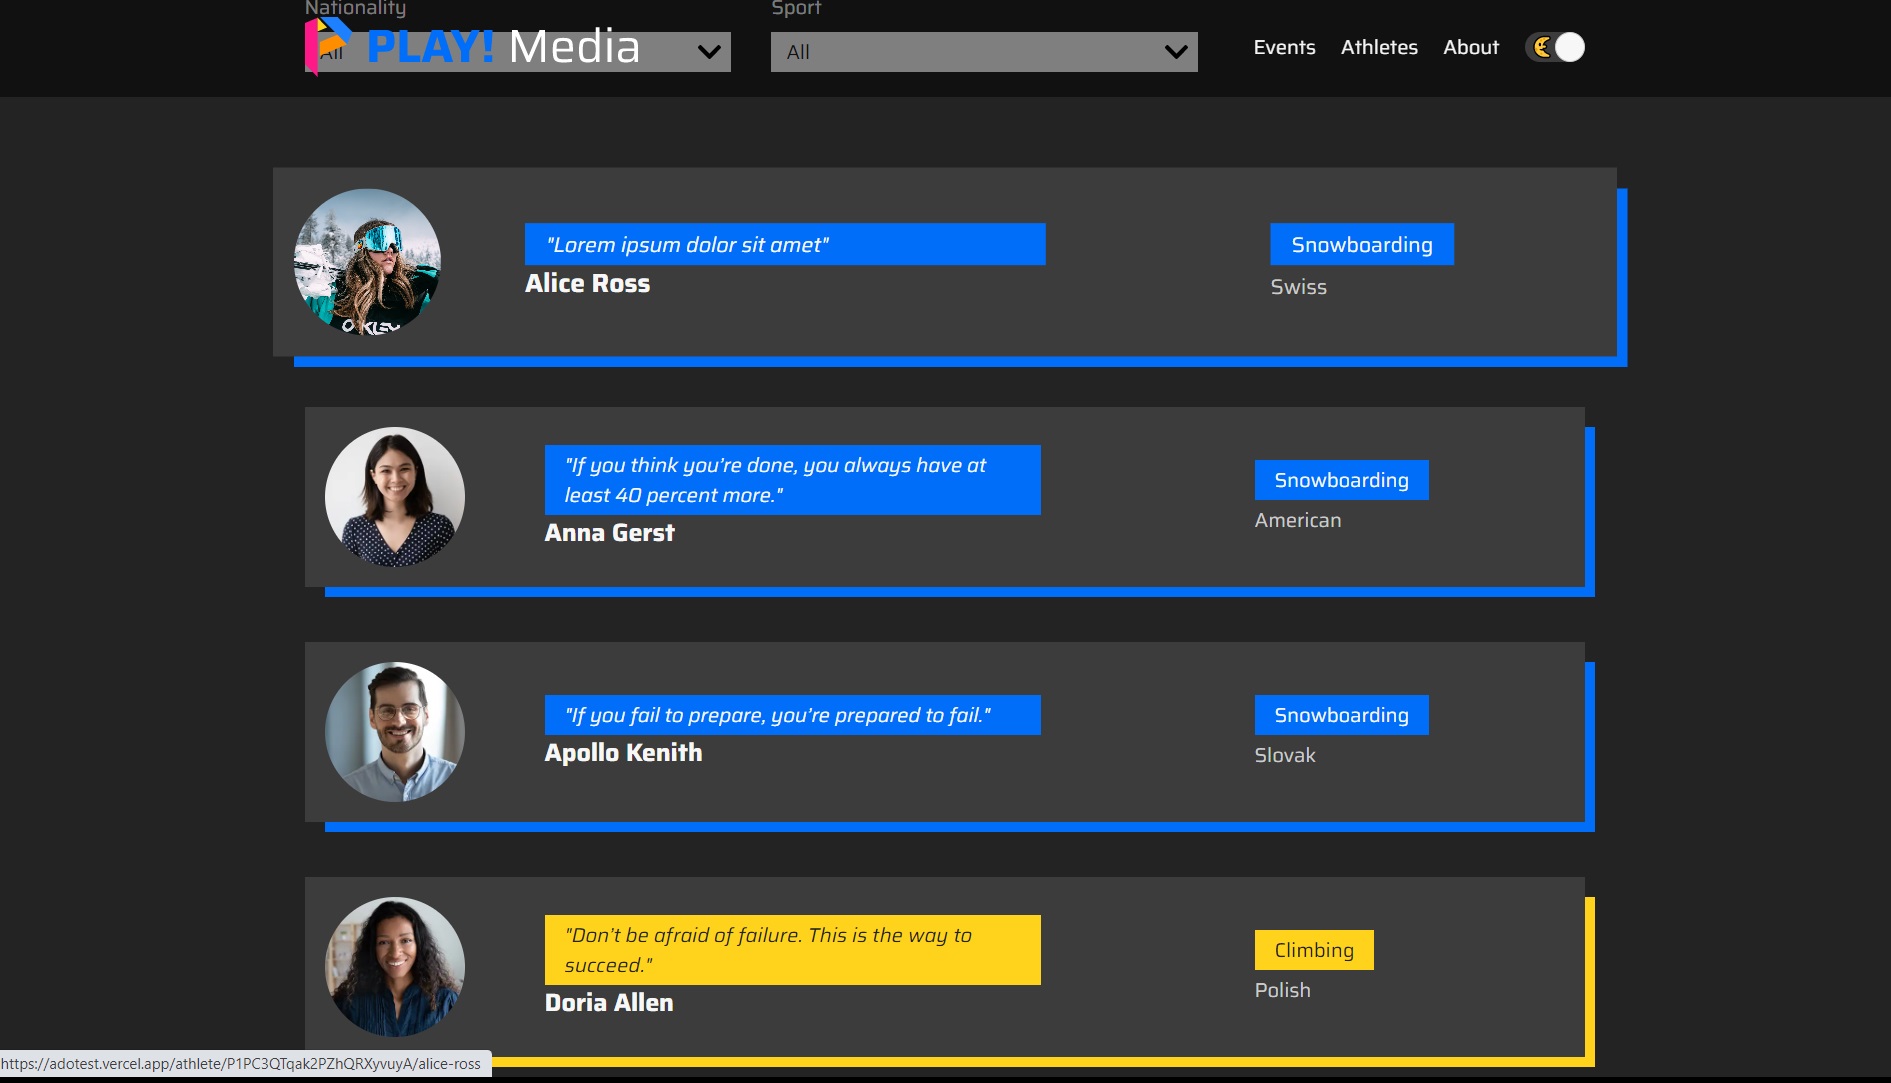 Nationality
Sport
PLAY! Media
All
All
Events
Athletes
About
"Lorem ipsum dolor sit amet"
Alice Ross
Snowboarding
Swiss
"If you think you're done, you always have at
least 40 percent more."
Anna Gerst
Snowboarding
American
"If you fail to prepare, you're prepared to fail."
Apollo Kenith
Snowboarding
Slovak
"Don't be afraid of failure. This is the way to
succeed."
Doria Allen
Climbing
Polish
https://adotest.vercel.app/athlete/P1PC3QTqak2PZhQRXyvuyA/alice-ross